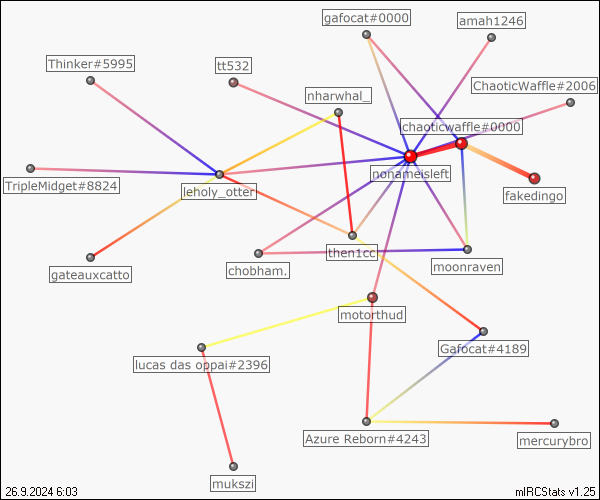 gafocat#0000
amah1246
Thinker#5995
tt532
ChaoticWaffle#2006
nharwhal_
chaoticwaffle#0000
nonameisleft
TripleMidget#8824
leholy_otter
fakedingo
then1cc
gateauxcatto
chobham.
moonraven
motorthud
Gafocat#4189
lucas das oppai#2396
Azure Reborn#4243
mercurybro
mukszi
26.9.2024 6:03
mIRCStats v1.25